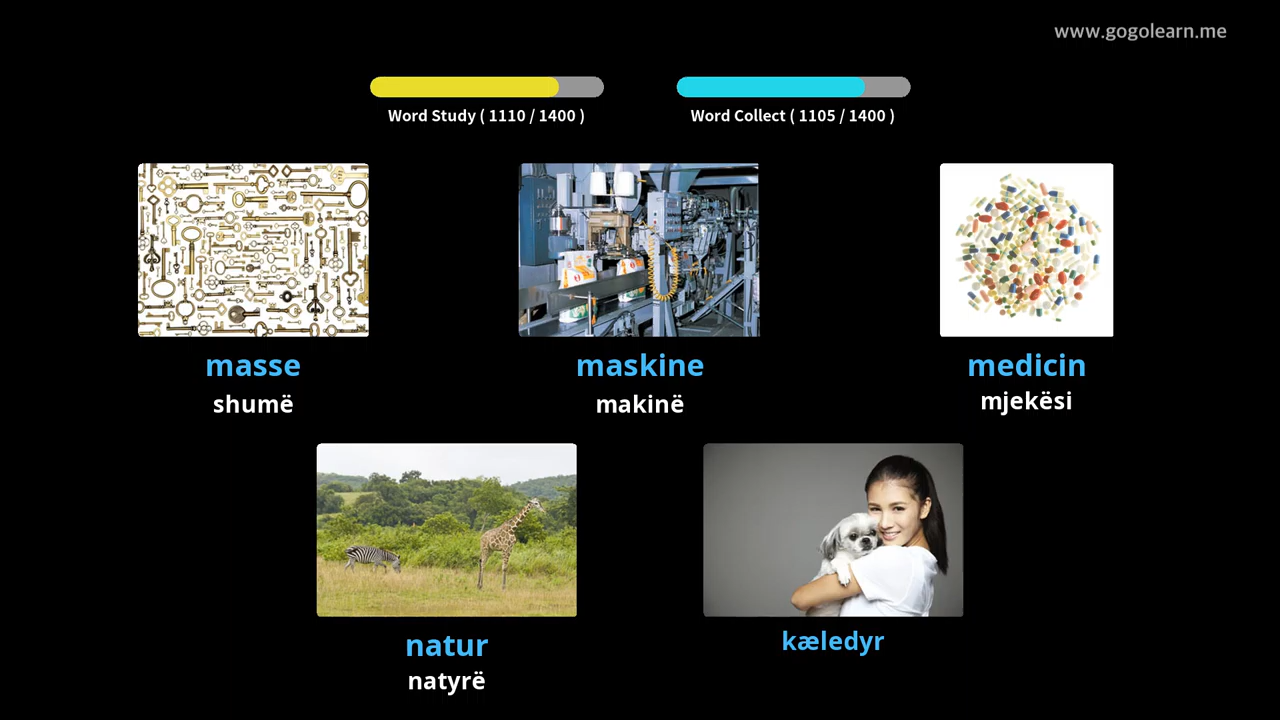 www.gogolearn.me
Word Study ( 1110 / 1400 )
Word Collect ( 1105 / 1400 )
masse
shumë
maskine
makinë
medicin
mjekësi
natur
natyrë
kæledyr